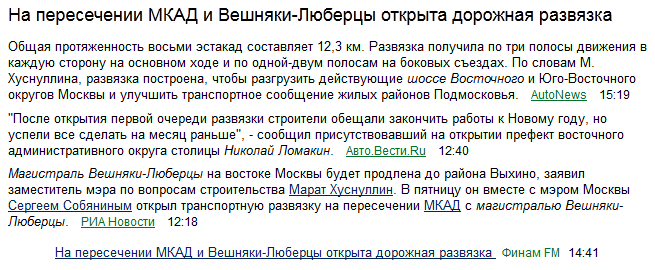 На пересечении МКАД и Вешняки-Люберцы открыта дорожная развязка
Общая протяженность восьми эстакад составляет 12,3 км. Развязка получила по три полосы движения в
каждую сторону на основном ходе и по одной-двум полосам на боковых съездах. По словам М.
Хуснуллина, развязка построена, чтобы разгрузить действующие шоссе Восточного и Юго-Восточного
округов Москвы и улучшить транспортное сообщение жилых районов Подмосковья. AutoNews 15:19
"После открытия первой очереди развязки строители обещали закончить работы к Новому году, но
успели все сделать на месяц раньше", - сообщил присутствовавший на открытии префект восточного
административного округа столицы Николай Ломакин. Авто.Вести.Ru 12:40
Магистраль Вешняки-Люберцы на востоке Москвы будет продлена до района Выхино, заявил
заместитель мэра по вопросам строительства Марат Хуснуллин. В пятницу он вместе с мэром Москвы
Сергеем Собяниным открыл транспортную развязку на пересечении МКАД с магистралью Вешняки-
Люберцы. РИА Новости 12:18
На пересечении МКАД и Вешняки-Люберцы открыта дорожная развязка Финам FM 14:41